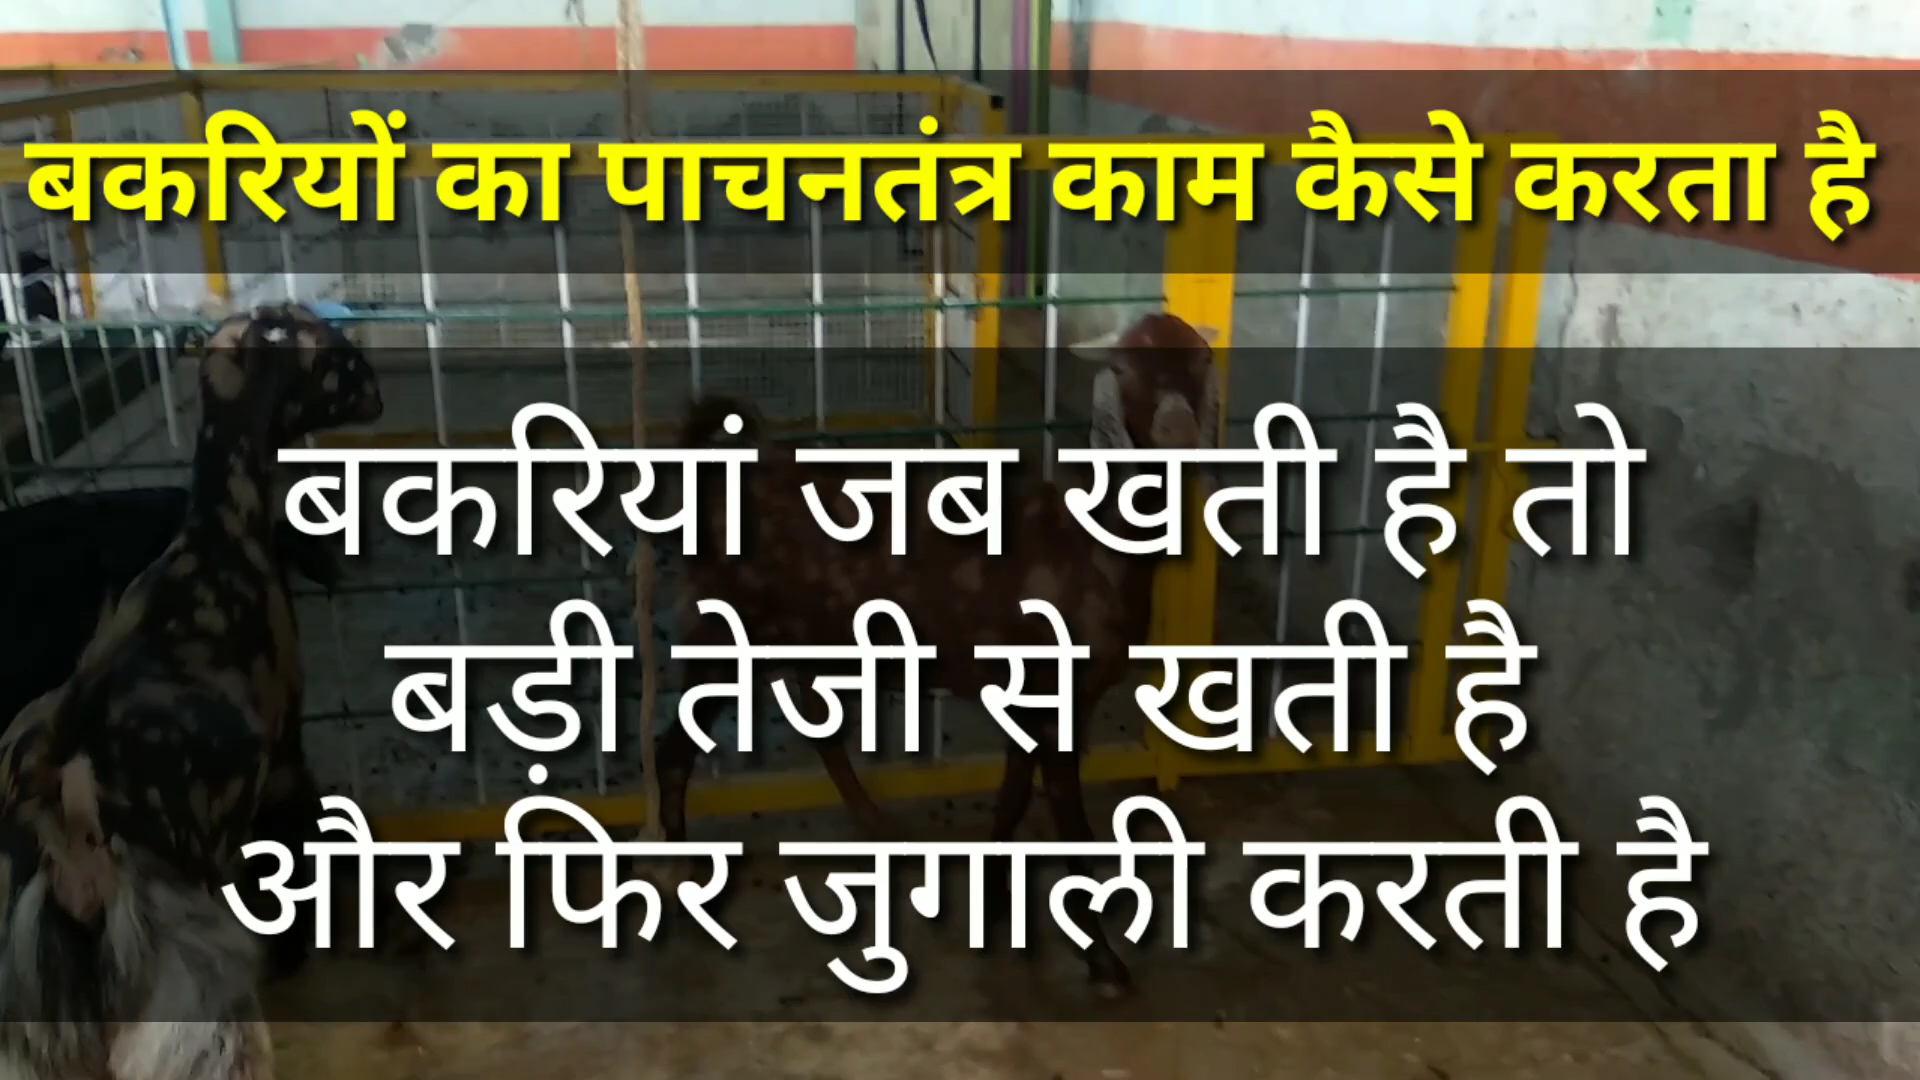 बकरियों का पाचनतंत्र काम कैसे करता है
बकरियां जब खती है तो
बड़ी तेजी से खती है
और फिर जुगाली करती है